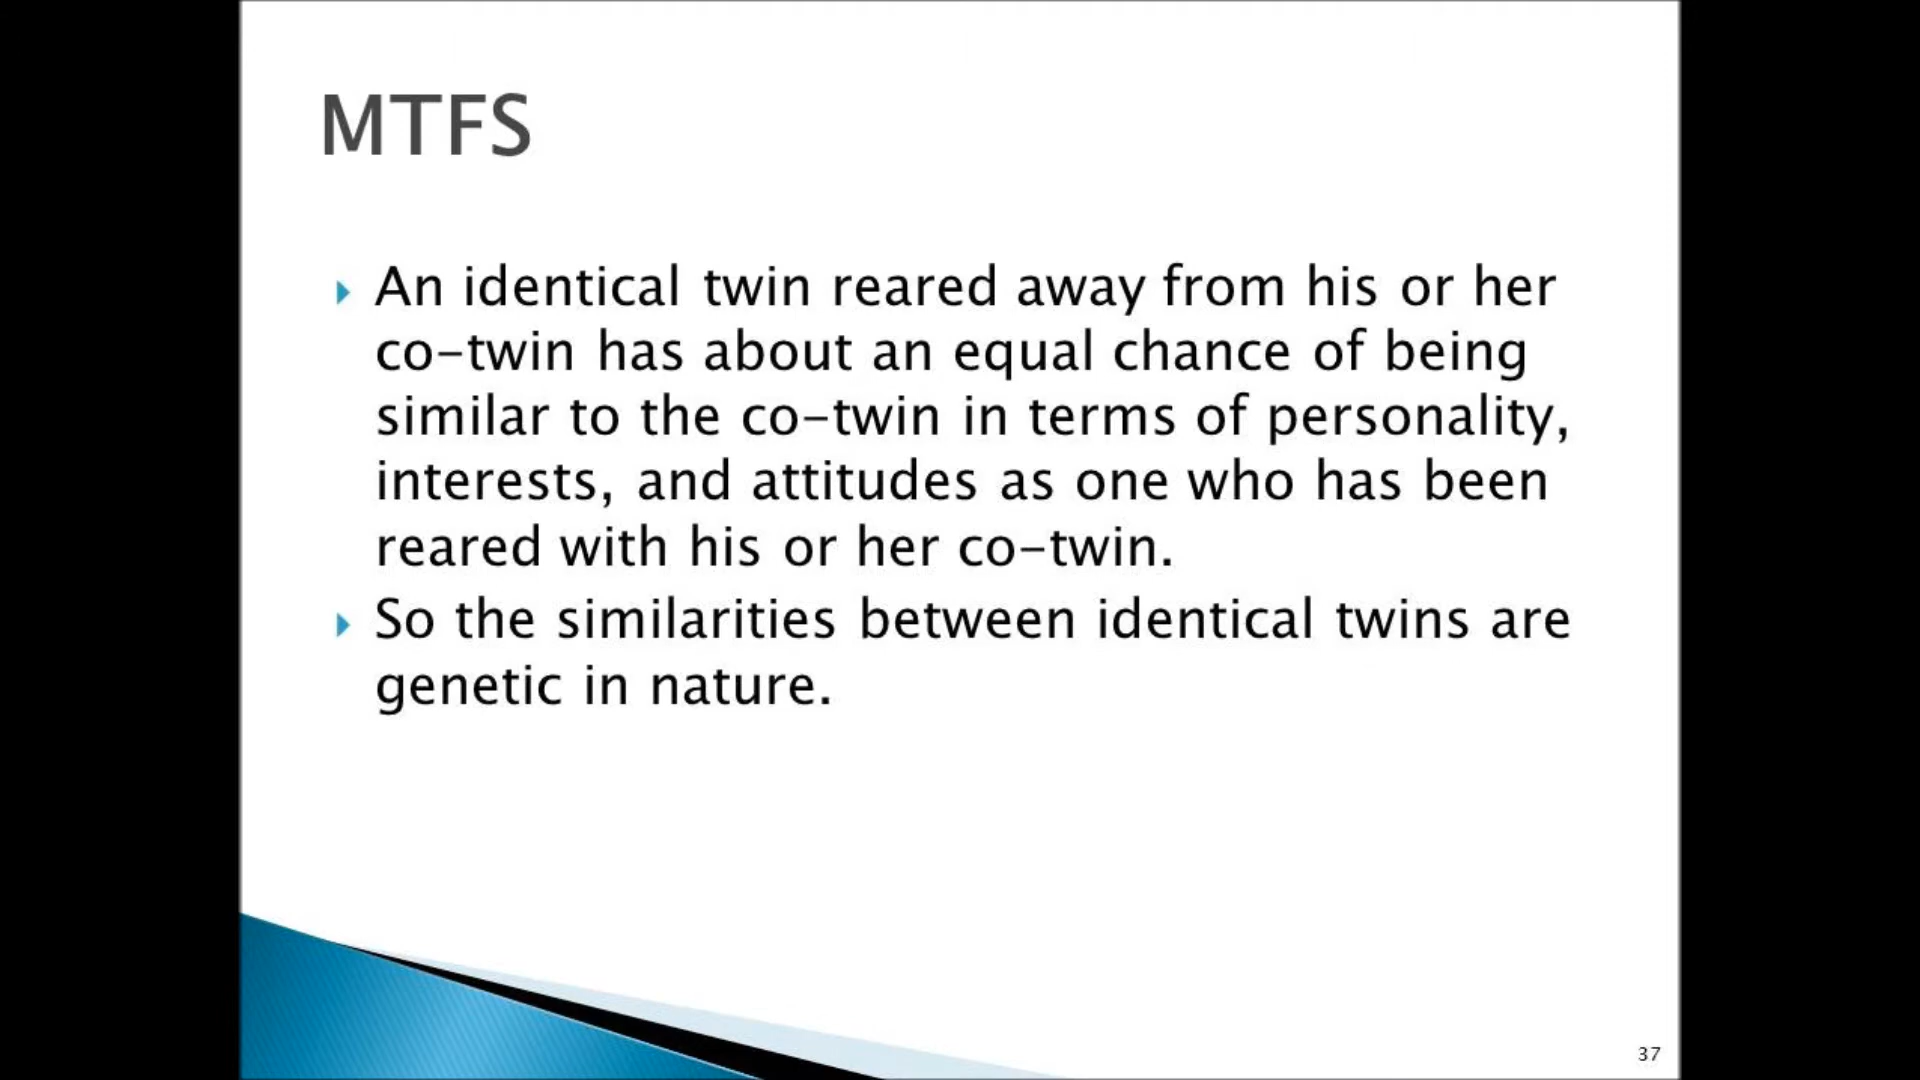 MTFS
An identical twin reared away from his or her
co-twin has about an equal chance of being
similar to the co-twin in terms of personality,
interests, and attitudes as one who has been
reared with his or her co-twin.
So the similarities between identical twins are
genetic in nature.
37